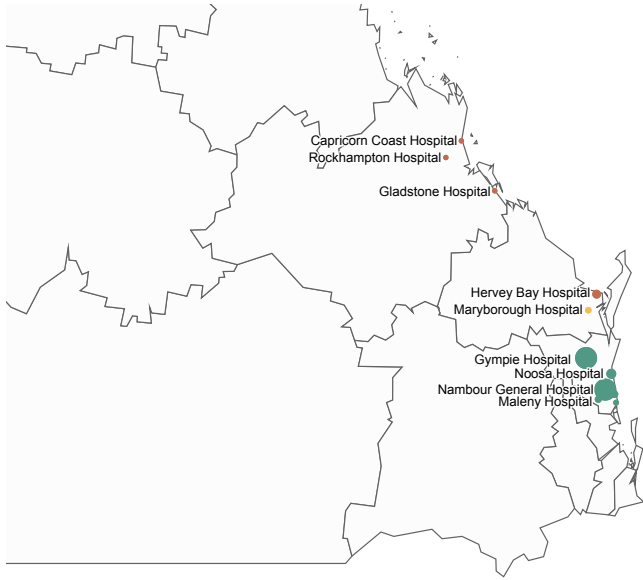 Capricorn Coast Hospital
Rockhampton Hospital
Gladstone Hospital
Hervey Bay Hospital
Maryborough Hospital
Gympie Hospital
Noosa Hospital
Nambour General Hospital
Maleny Hospital